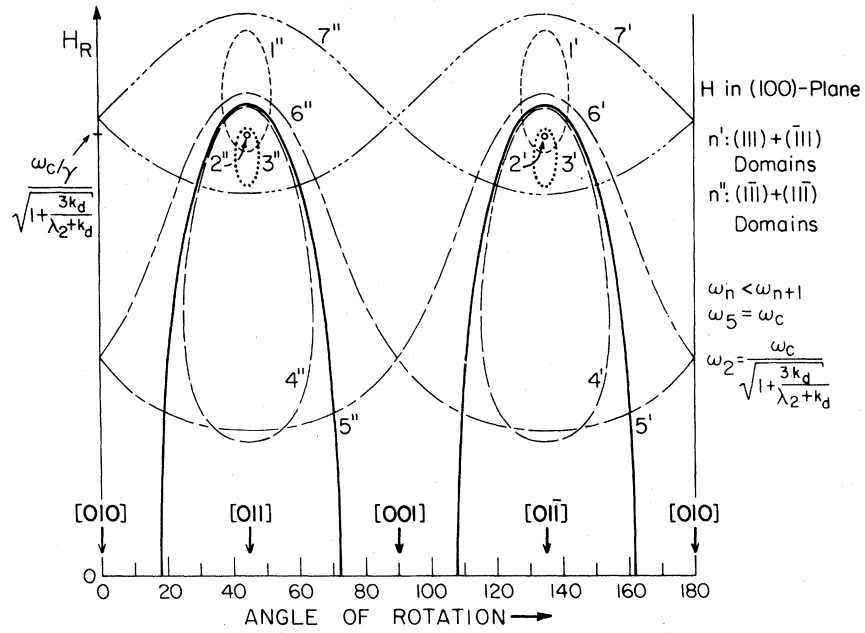 H_R
7''
7'
1''
1'
H in (100)-Plane
6''
6'
n': (111) + (1̄11)
Domains
2''
3''
2'
3'
n'': (11̄1) + (111̄)
Domains
ω_c/γ
√1+3k_d/λ_2+k_d
ω_n < ω_n+1
ω_5 = ω_c
ω_2 = ω_c/√1+3k_d/λ_2+k_d
4''
4'
5''
5'
[010]
[011]
[001]
[011̄]
[010]
0
0 20 40 60 80 100 120 140 160 180
ANGLE OF ROTATION →